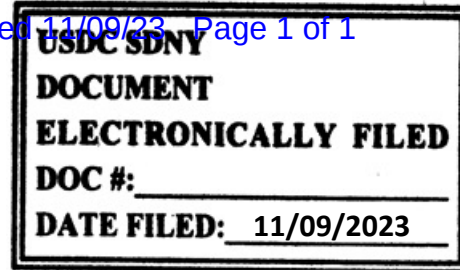 ed 11/09/23 Page 1 of 1
USDC SDNY
DOCUMENT
ELECTRONICALLY FILED
DOC #:
DATE FILED: 11/09/2023